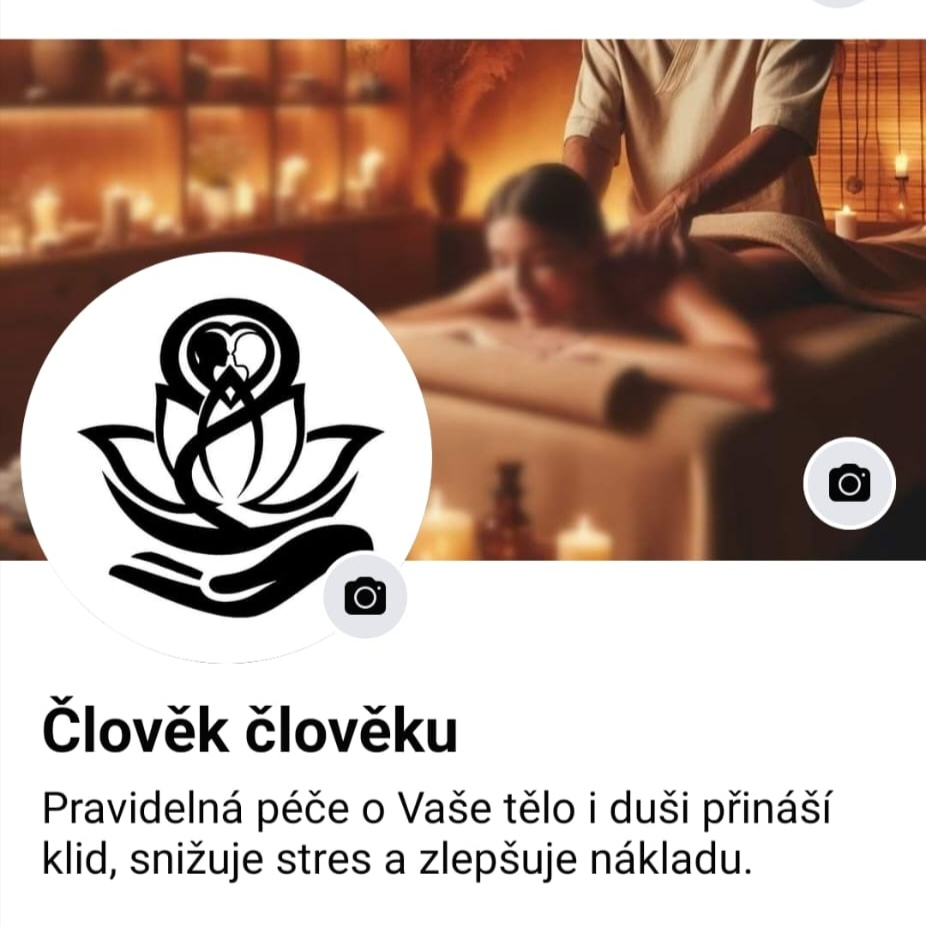 Člověk člověku
Pravidelná péče o Vaše tělo i duši přináší
klid, snižuje stres a zlepšuje nákladu.